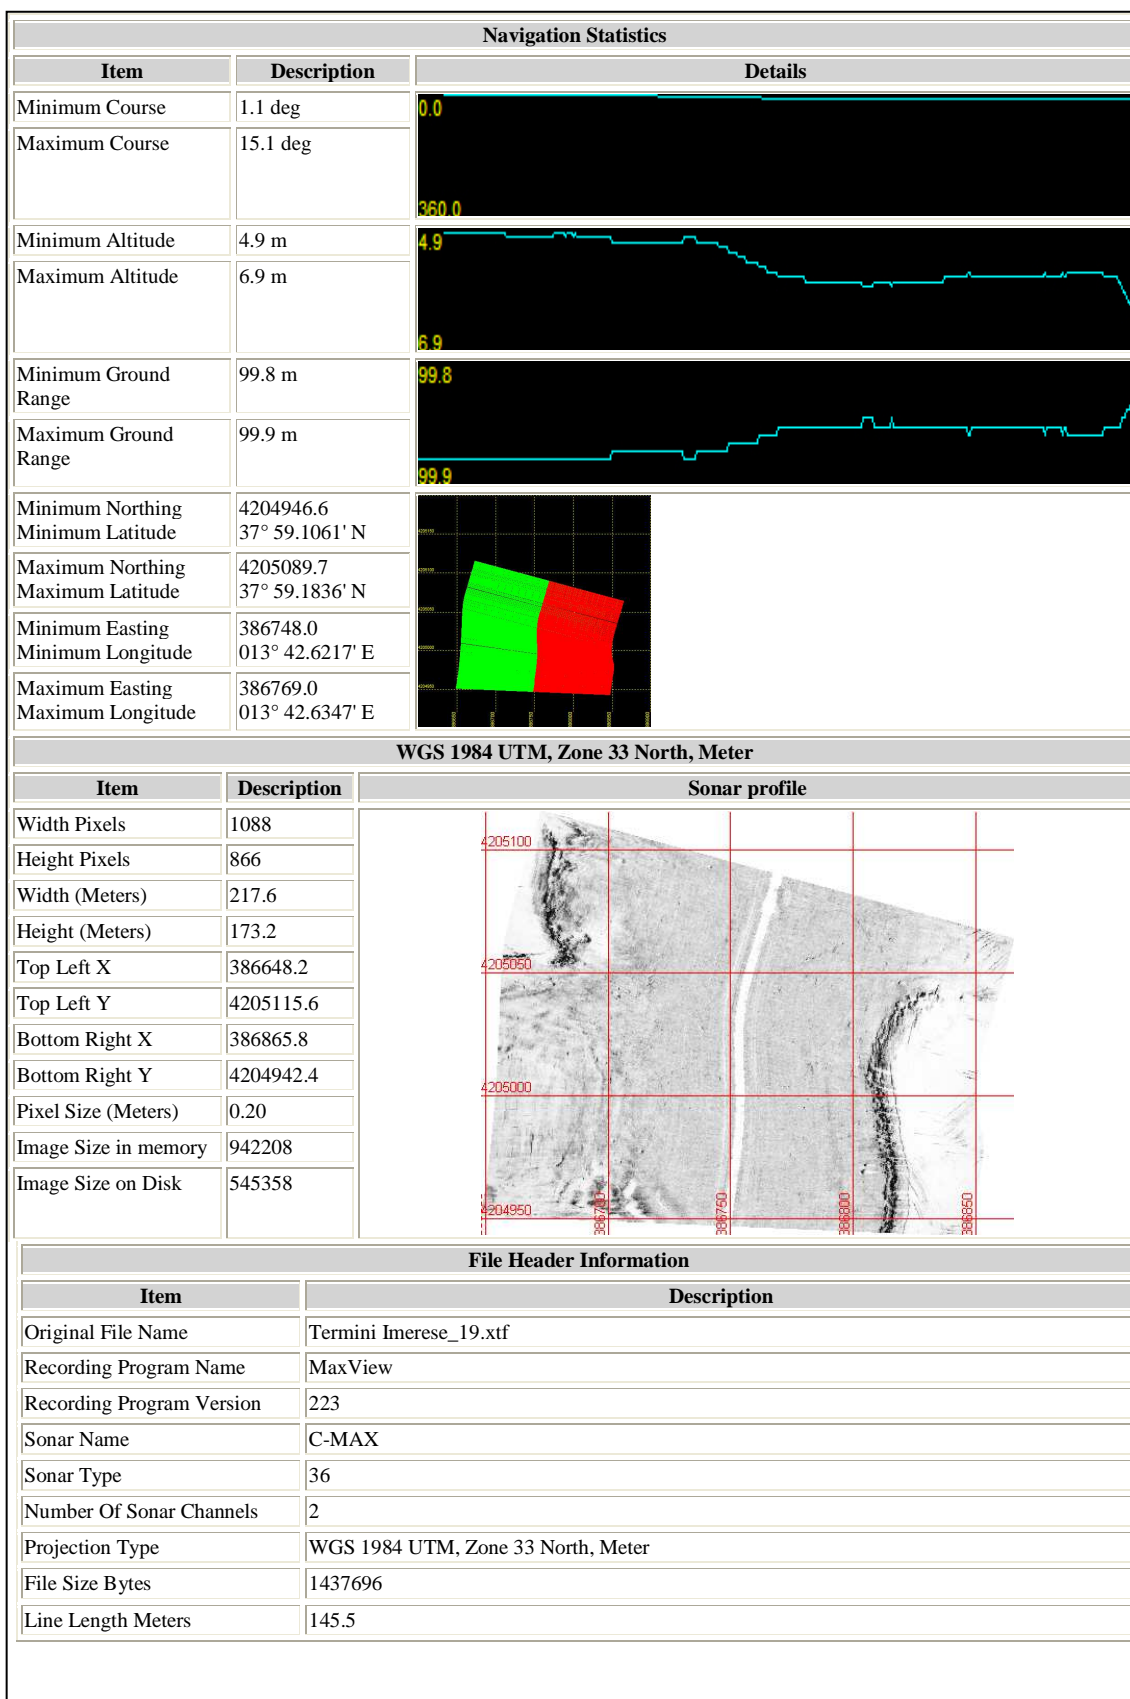 Navigation Statistics
Item Description Details
Minimum Course 1.1 deg
0.0
Maximum Course 15.1 deg
360.0
Minimum Altitude 4.9 m
4.9
Maximum Altitude 6.9 m
6.9
Minimum Ground Range 99.8 m
99.8
Maximum Ground Range 99.9 m
99.9
Minimum Northing 4204946.6
Minimum Latitude 37° 59.1061' N
Maximum Northing 4205089.7
Maximum Latitude 37° 59.1836' N
Minimum Easting 386748.0
Minimum Longitude 013° 42.6217' E
Maximum Easting 386769.0
Maximum Longitude 013° 42.6347' E
WGS 1984 UTM, Zone 33 North, Meter
Item Description Sonar profile
Width Pixels 1088
Height Pixels 866
Width (Meters) 217.6
Height (Meters) 173.2
Top Left X 386648.2
Top Left Y 4205115.6
Bottom Right X 386865.8
Bottom Right Y 4204942.4
Pixel Size (Meters) 0.20
Image Size in memory 942208
Image Size on Disk 545358
4205100
4205050
4205000
4204950
386700
386750
386800
386850
File Header Information
Item Description
Original File Name Termini Imerese_19.xtf
Recording Program Name MaxView
Recording Program Version 223
Sonar Name C-MAX
Sonar Type 36
Number Of Sonar Channels 2
Projection Type WGS 1984 UTM, Zone 33 North, Meter
File Size Bytes 1437696
Line Length Meters 145.5